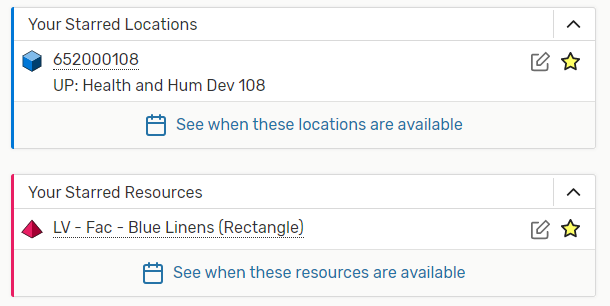 Your Starred Locations
652000108
UP: Health and Hum Dev 108
See when these locations are available
Your Starred Resources
LV - Fac - Blue Linens (Rectangle)
See when these resources are available